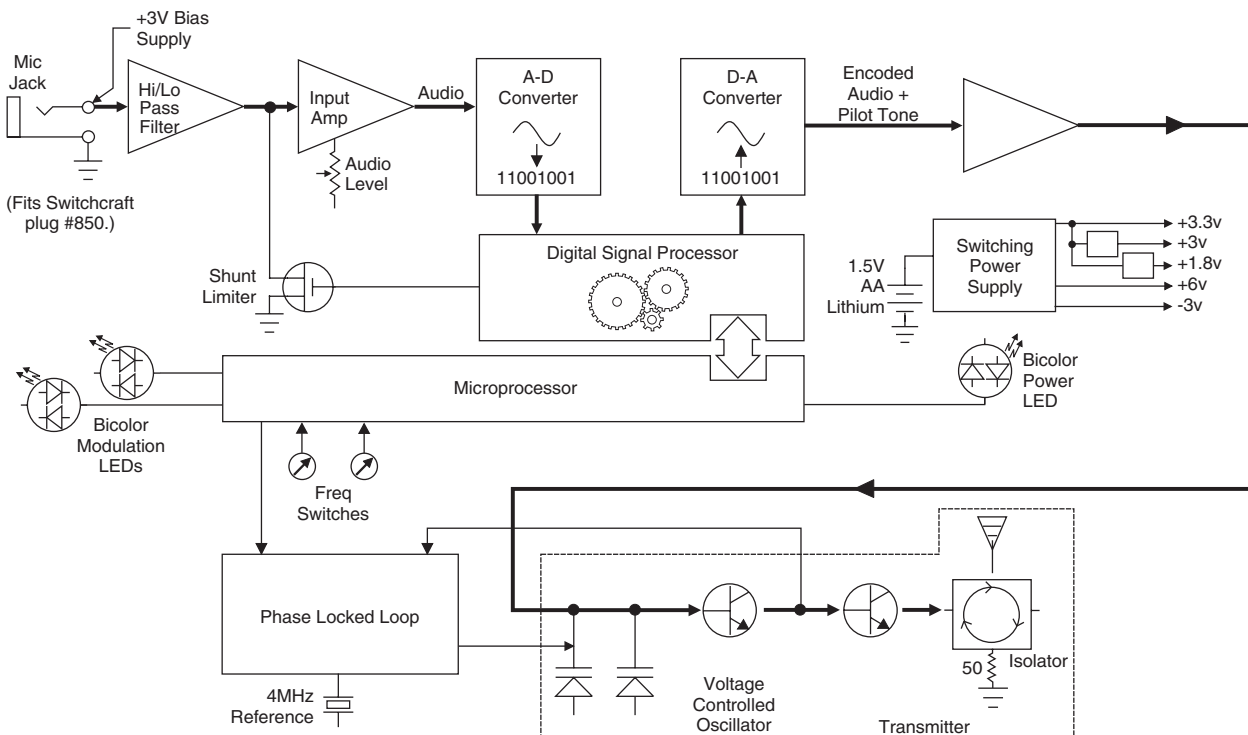 +3V Bias
Supply
Mic
Jack
Hi/Lo
Pass
Filter
Input
Amp
Audio
Level
Audio
A-D
Converter
11001001
D-A
Converter
11001001
Encoded
Audio +
Pilot Tone
(Fits Switchcraft
plug #850.)
Shunt
Limiter
Digital Signal Processor
1.5V
AA
Lithium
Switching
Power
Supply
+3.3v
+3v
+1.8v
+6v
-3v
Bicolor
Modulation
LEDs
Microprocessor
Bicolor
Power
LED
Freq
Switches
Phase Locked Loop
4MHz
Reference
Voltage
Controlled
Oscillator
50
Isolator
Transmitter